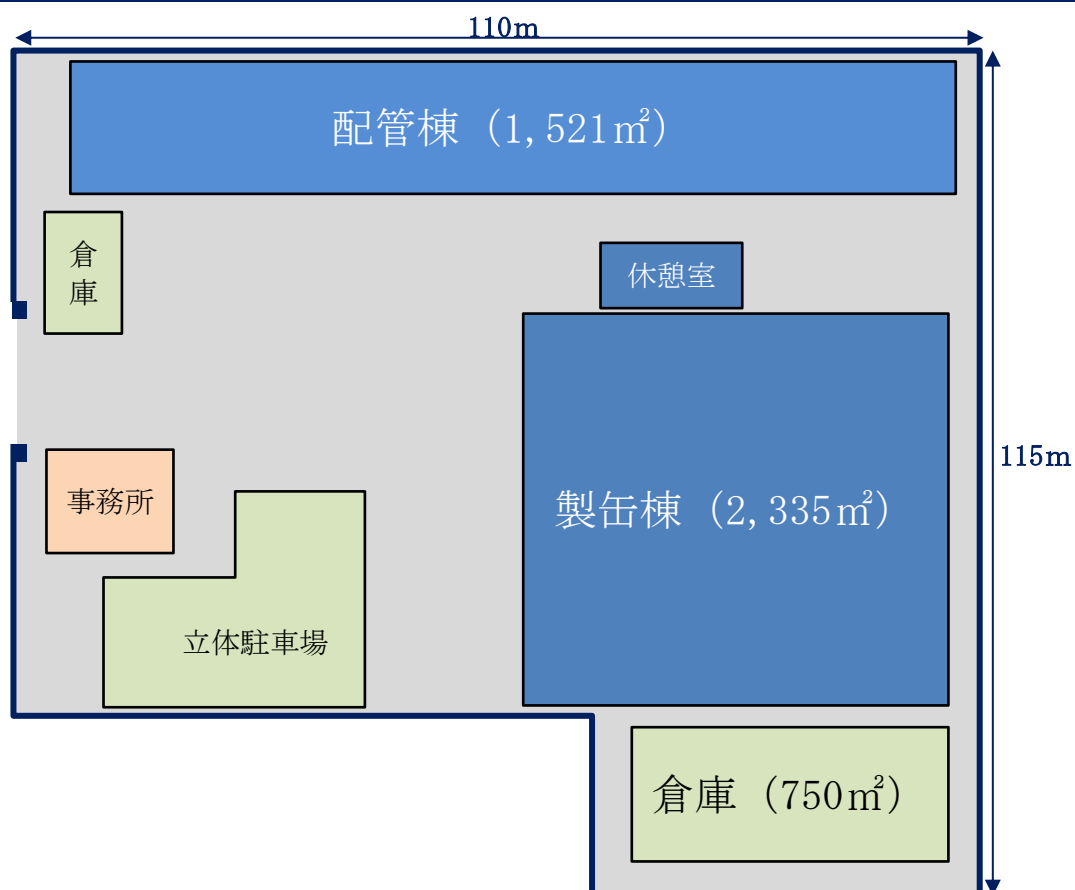 110m
配管棟（1,521㎡）
倉
庫
休憩室
115m
事務所
製缶棟（2,335㎡）
立体駐車場
倉庫（750㎡）